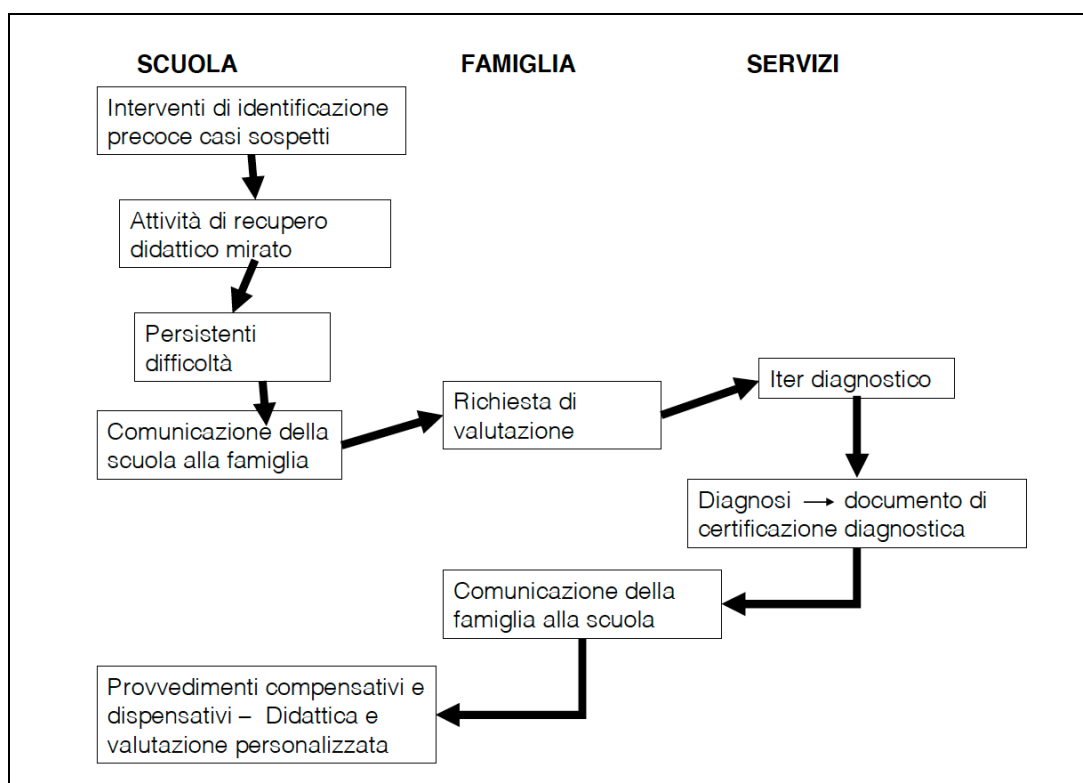 SCUOLA FAMIGLIA SERVIZI
Interventi di identificazione
precoce casi sospetti
Attività di recupero
didattico mirato
Persistenti
difficoltà
Comunicazione della
scuola alla famiglia
Richiesta di
valutazione
Iter diagnostico
Diagnosi → documento di
certificazione diagnostica
Comunicazione della
famiglia alla scuola
Provvedimenti compensativi e
dispensativi – Didattica e
valutazione personalizzata